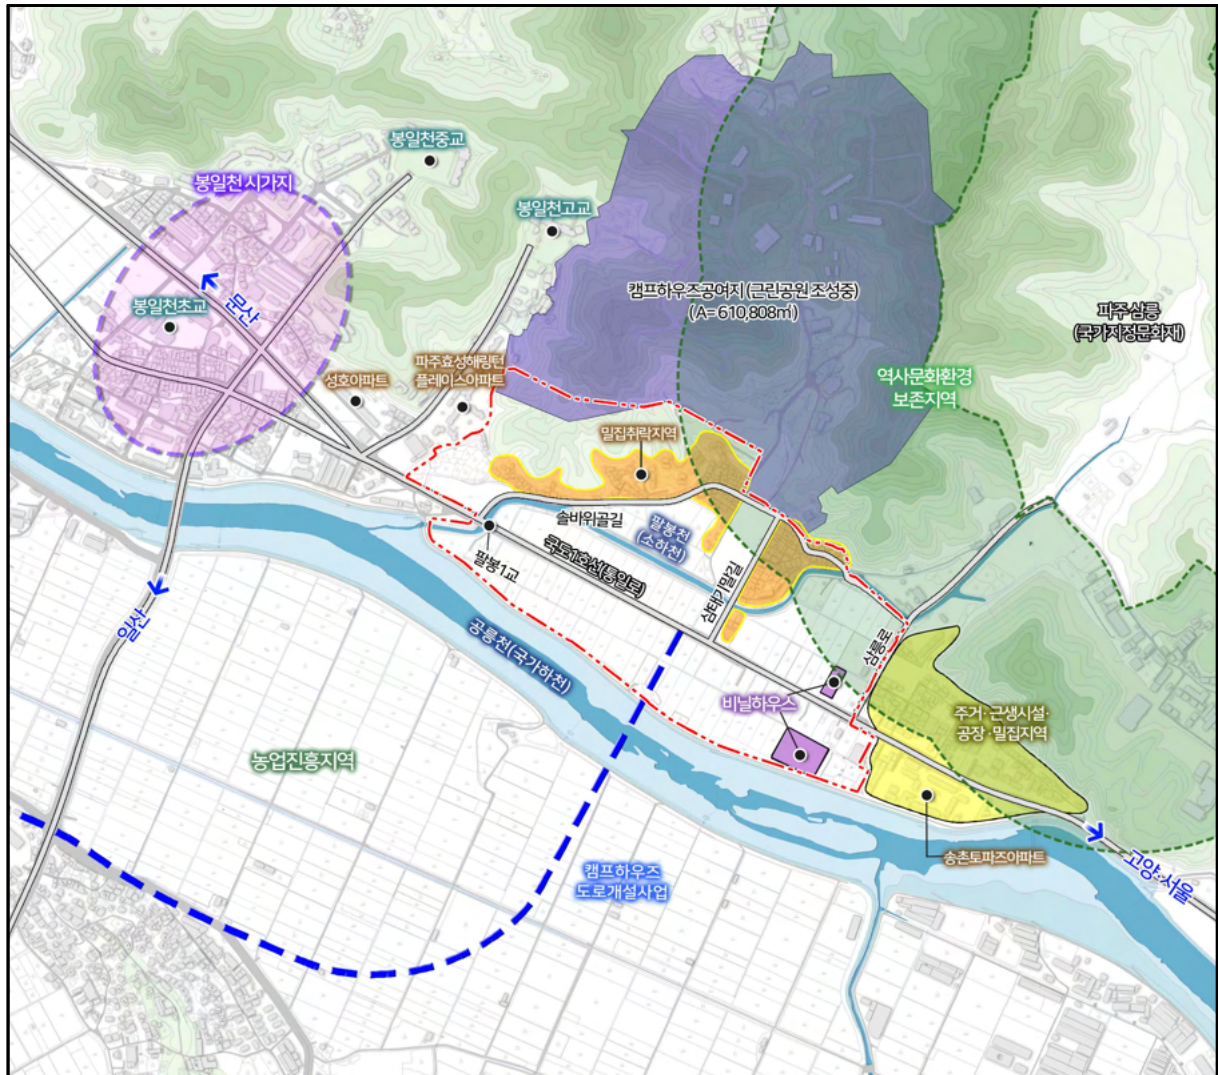 봉일천중교
봉일천 시가지
봉일천고교
봉일천초교
문산
캠프하우즈공여지 (근린공원 조성중)
(A= 610,808㎡)
파주 삼릉
(국가지정문화재)
파주효성해링턴
플레이스아파트
성호아파트
역사문화환경
보존지역
밀집취락지역
솔바위골길
팔봉천
(소하천)
국도1호선(통일로)
팔봉1교
삼태기말길
일산
공릉천(국가하천)
삼릉로
비닐하우스
주거·근생시설·
공장·밀집지역
농업진흥지역
캠프하우즈
도로개설사업
송촌토파즈아파트
고양·서울